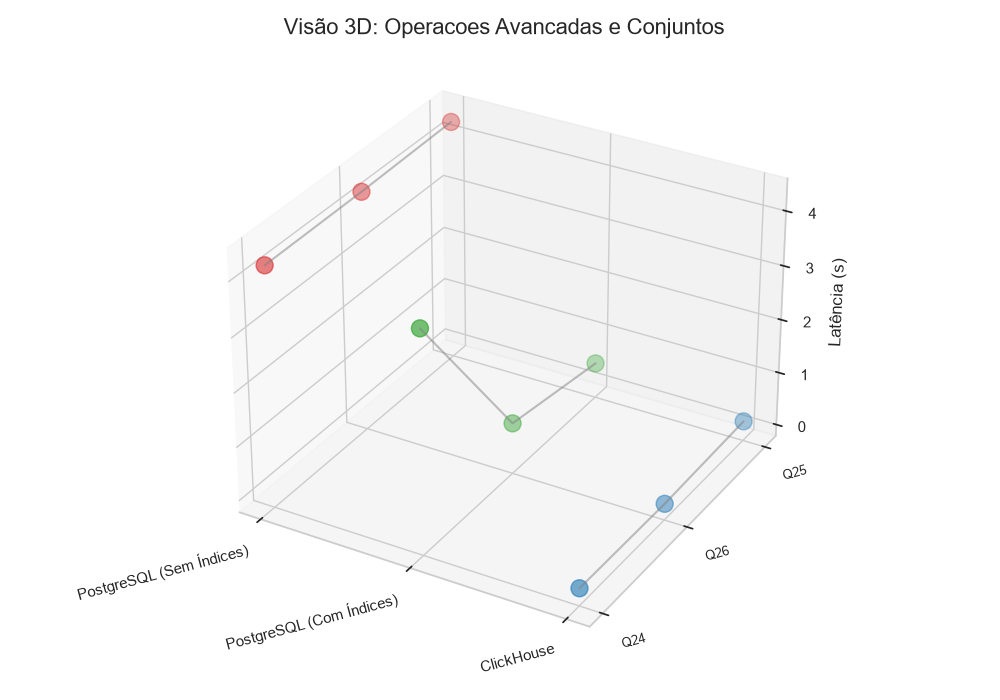 Visão 3D: Operacoes Avancadas e Conjuntos
4
3
2
1
0
Latência (s)
Q25
Q26
Q24
PostgreSQL (Sem Índices)
PostgreSQL (Com Índices)
ClickHouse